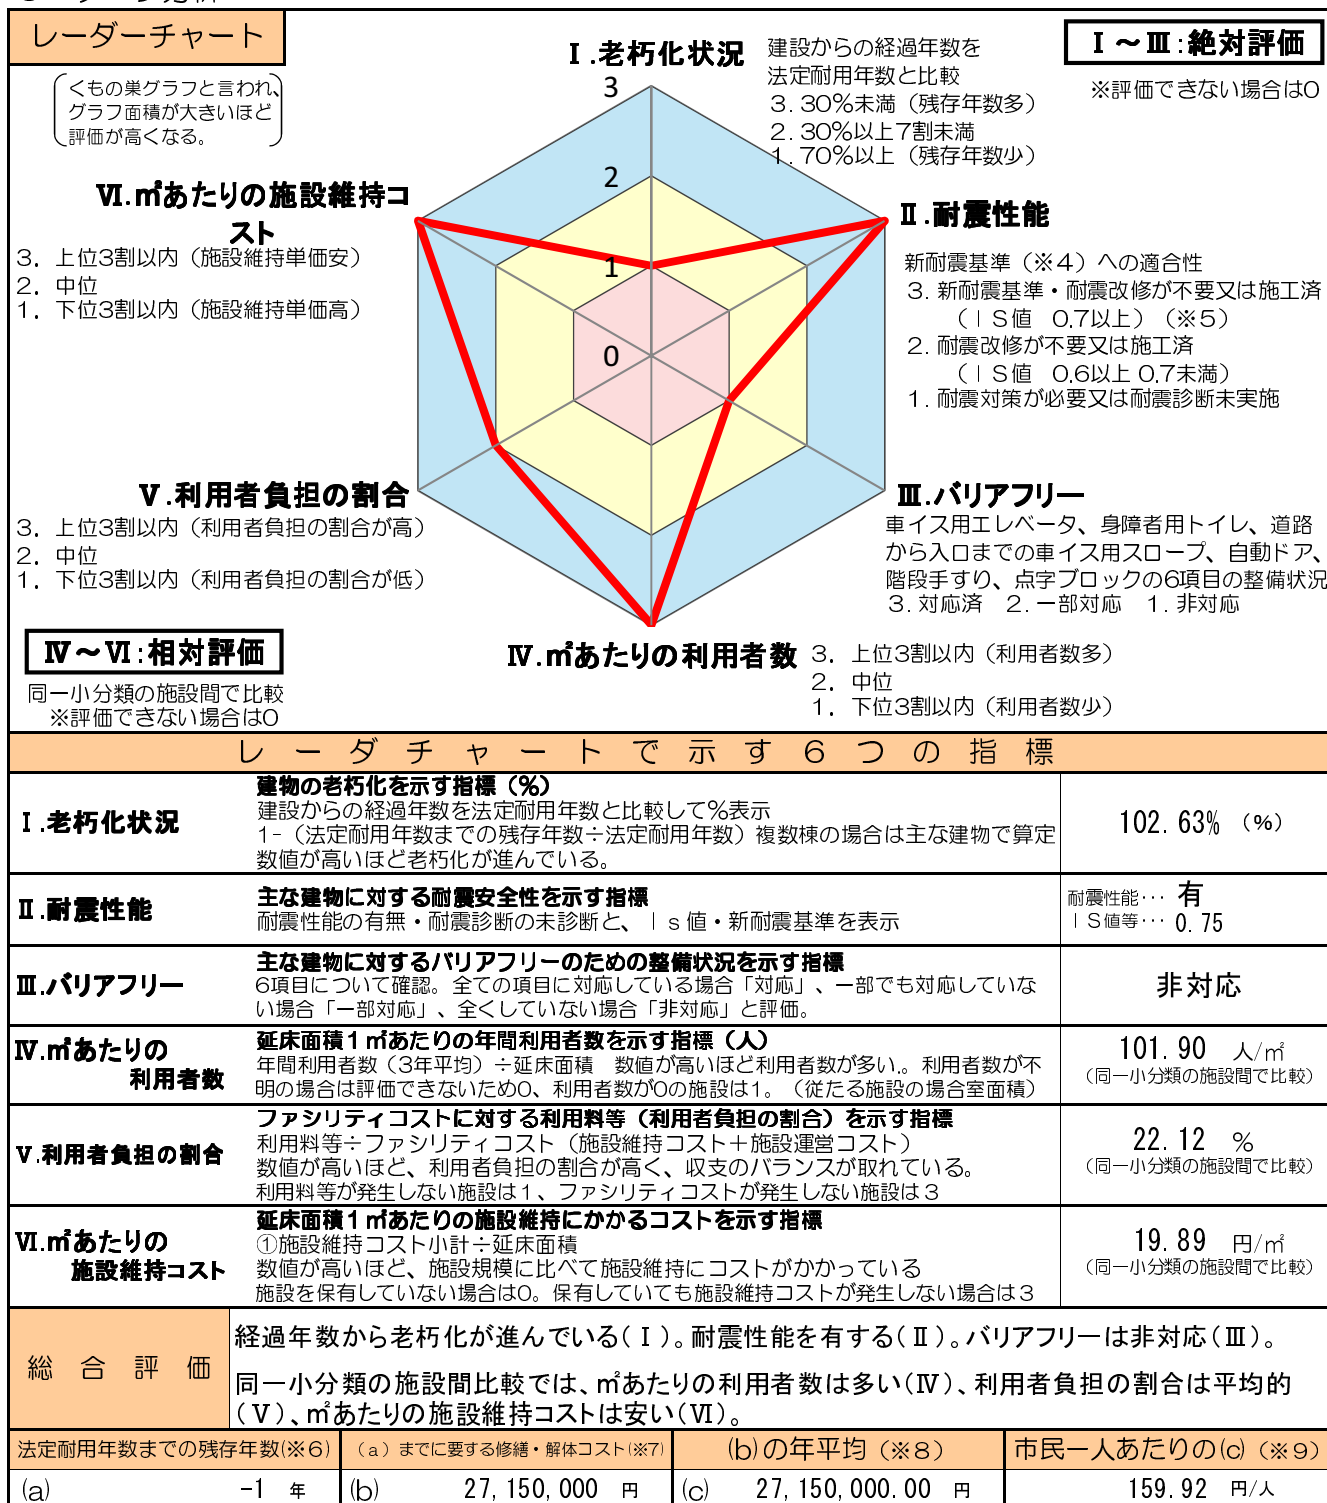 レーダーチャート
くもの巣グラフと言われ、
グラフ面積が大きいほど
評価が高くなる。
Ⅰ～Ⅲ:絶対評価
※評価できない場合は0
Ⅰ.老朽化状況
建設からの経過年数を
法定耐用年数と比較
3. 30%未満（残存年数多）
2. 30%以上7割未満
1. 70%以上（残存年数少）
3
2
1
0
Ⅵ.㎡あたりの施設維持コ
スト
3. 上位3割以内（施設維持単価安）
2. 中位
1. 下位3割以内（施設維持単価高）
Ⅱ.耐震性能
新耐震基準（※4）への適合性
3. 新耐震基準・耐震改修が不要又は施工済
（ＩＳ値 0.7以上）（※5）
2. 耐震改修が不要又は施工済
（ＩＳ値 0.6以上 0.7未満）
1. 耐震対策が必要又は耐震診断未実施
Ⅴ.利用者負担の割合
3. 上位3割以内（利用者負担の割合が高）
2. 中位
1. 下位3割以内（利用者負担の割合が低）
Ⅲ.バリアフリー
車イス用エレベータ、身障者用トイレ、道路
から入口までの車イス用スロープ、自動ドア、
階段手すり、点字ブロックの6項目の整備状況
3. 対応済 2. 一部対応 1. 非対応
Ⅳ～Ⅵ:相対評価
同一小分類の施設間で比較
※評価できない場合は0
Ⅳ.㎡あたりの利用者数
3. 上位3割以内（利用者数多）
2. 中位
1. 下位3割以内（利用者数少）
レーダチャートで示す6つの指標
Ⅰ.老朽化状況
建物の老朽化を示す指標（%）
建設からの経過年数を法定耐用年数と比較して%表示
1-（法定耐用年数までの残存年数÷法定耐用年数）複数棟の場合は主な建物で算定
数値が高いほど老朽化が進んでいる。
102.63% （%）
Ⅱ.耐震性能
主な建物に対する耐震安全性を示す指標
耐震性能の有無・耐震診断の未診断と、Ｉｓ値・新耐震基準を表示
耐震性能… 有
ＩＳ値等… 0.75
Ⅲ.バリアフリー
主な建物に対するバリアフリーのための整備状況を示す指標
6項目について確認。全ての項目に対応している場合「対応」、一部でも対応していな
い場合「一部対応」、全くしていない場合「非対応」と評価。
非対応
Ⅳ.㎡あたりの
利用者数
延床面積1㎡あたりの年間利用者数を示す指標（人）
年間利用者数（3年平均）÷延床面積 数値が高いほど利用者数が多い。利用者数が不
明の場合は評価できないため0、利用者数が0の施設は1。（従たる施設の場合室面積）
101.90 人/㎡
（同一小分類の施設間で比較）
Ⅴ.利用者負担の割合
ファシリティコストに対する利用料等（利用者負担の割合）を示す指標
利用料等÷ファシリティコスト（施設維持コスト＋施設運営コスト）
数値が高いほど、利用者負担の割合が高く、収支のバランスが取れている。
利用料等が発生しない施設は1、ファシリティコストが発生しない施設は3
22.12 %
（同一小分類の施設間で比較）
Ⅵ.㎡あたりの
施設維持コスト
延床面積1㎡あたりの施設維持にかかるコストを示す指標
①施設維持コスト小計÷延床面積
数値が高いほど、施設規模に比べて施設維持にコストがかかっている
施設を保有していない場合は0。保有していても施設維持コストが発生しない場合は3
19.89 円/㎡
（同一小分類の施設間で比較）
総合評価
経過年数から老朽化が進んでいる(Ⅰ)。耐震性能を有する(Ⅱ)。バリアフリーは非対応(Ⅲ)。
同一小分類の施設間比較では、㎡あたりの利用者数は多い(Ⅳ)、利用者負担の割合は平均的
(Ⅴ)、㎡あたりの施設維持コストは安い(Ⅵ)。
法定耐用年数までの残存年数(※6)
（a）までに要する修繕・解体コスト(※7)
(b)の年平均（※8）
市民一人あたりの(c)（※9）
(a) -1 年
(b) 27,150,000 円
(c) 27,150,000.00 円
159.92 円/人